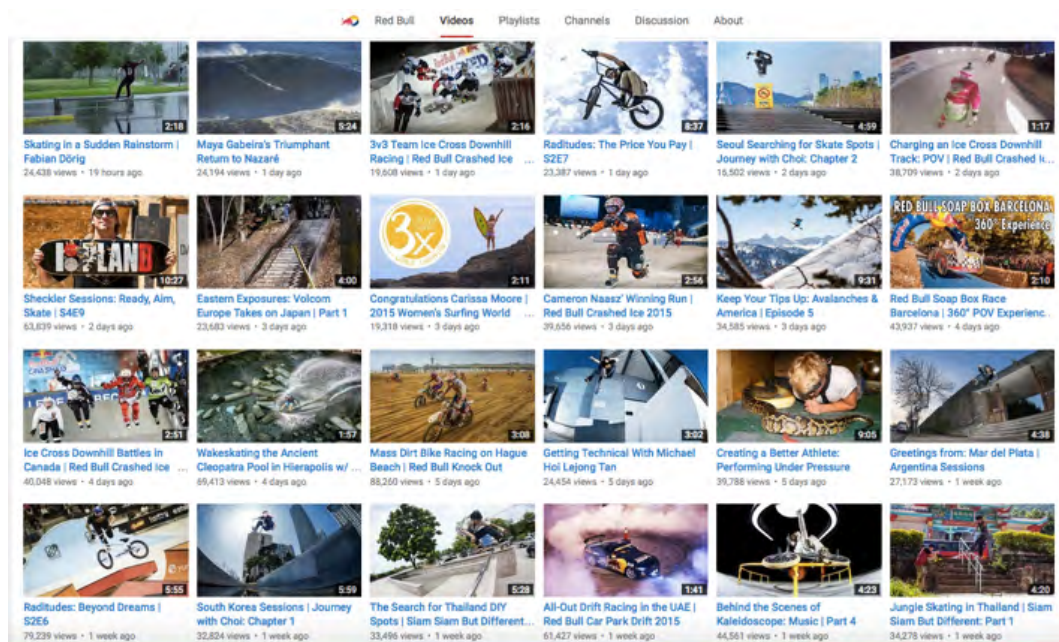 Red Bull Videos Playlists Channels Discussion About
2:18
5:24
2:16
8:37
4:59
1:17
Skating in a Sudden Rainstorm |
Fabian Dörig
24,438 views • 19 hours ago
Maya Gabeira's Triumphant
Return to Nazaré
24,194 views • 1 day ago
3v3 Team Ice Cross Downhill
Racing | Red Bull Crashed Ice ...
19,608 views • 1 day ago
Raditudes: The Price You Pay |
S2E7
23,387 views • 1 day ago
Seoul Searching for Skate Spots |
Journey with Choi: Chapter 2
16,502 views • 2 days ago
Charging an Ice Cross Downhill
Track: POV | Red Bull Crashed Ic...
38,709 views • 2 days ago
3x
RED BULL SOAP BOX BARCELONA
360° Experience
10:27
4:00
2:11
2:56
9:31
2:10
Sheckler Sessions: Ready, Aim,
Skate | S4E9
63,839 views • 2 days ago
Eastern Exposures: Volcom
Europe Takes on Japan | Part 1
23,683 views • 3 days ago
Congratulations Carissa Moore |
2015 Women's Surfing World ...
19,318 views • 3 days ago
Cameron Naasz' Winning Run |
Red Bull Crashed Ice 2015
39,656 views • 3 days ago
Keep Your Tips Up: Avalanches &
America | Episode 5
34,585 views • 3 days ago
Red Bull Soap Box Race
Barcelona | 360° POV Experienc...
43,937 views • 4 days ago
2:51
1:57
3:08
3:02
9:05
4:38
Ice Cross Downhill Battles in
Canada | Red Bull Crashed Ice ...
40,048 views • 4 days ago
Wakeskating the Ancient
Cleopatra Pool in Hierapolis w/ ...
69,413 views • 4 days ago
Mass Dirt Bike Racing on Hague
Beach | Red Bull Knock Out
88,260 views • 5 days ago
Getting Technical With Michael
Hoi Lejong Tan
24,454 views • 5 days ago
Creating a Better Athlete:
Performing Under Pressure
39,786 views • 5 days ago
Greetings from: Mar del Plata |
Argentina Sessions
27,173 views • 1 week ago
5:55
5:59
5:28
1:41
4:23
4:20
Raditudes: Beyond Dreams |
S2E6
79,239 views • 1 week ago
South Korea Sessions | Journey
with Choi: Chapter 1
32,824 views • 1 week ago
The Search for Thailand DIY
Spots | Siam Siam But Different...
33,496 views • 1 week ago
All-Out Drift Racing in the UAE |
Red Bull Car Park Drift 2015
61,427 views • 1 week ago
Behind the Scenes of
Kaleidoscope: Music | Part 4
44,561 views • 1 week ago
Jungle Skating in Thailand | Siam
Siam But Different: Part 1
34,278 views • 1 week ago